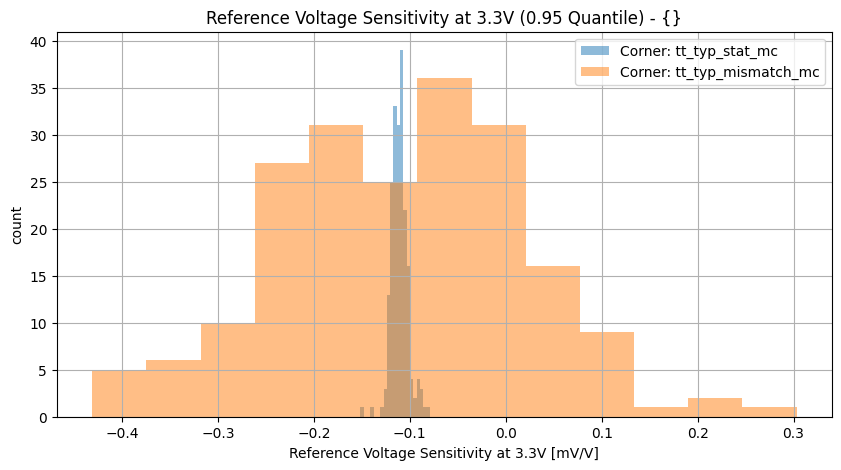 Reference Voltage Sensitivity at 3.3V (0.95 Quantile) - {}
Corner: tt_typ_stat_mc
Corner: tt_typ_mismatch_mc
count
40
35
30
25
20
15
10
5
0
−0.4 −0.3 −0.2 −0.1 0.0 0.1 0.2 0.3
Reference Voltage Sensitivity at 3.3V [mV/V]